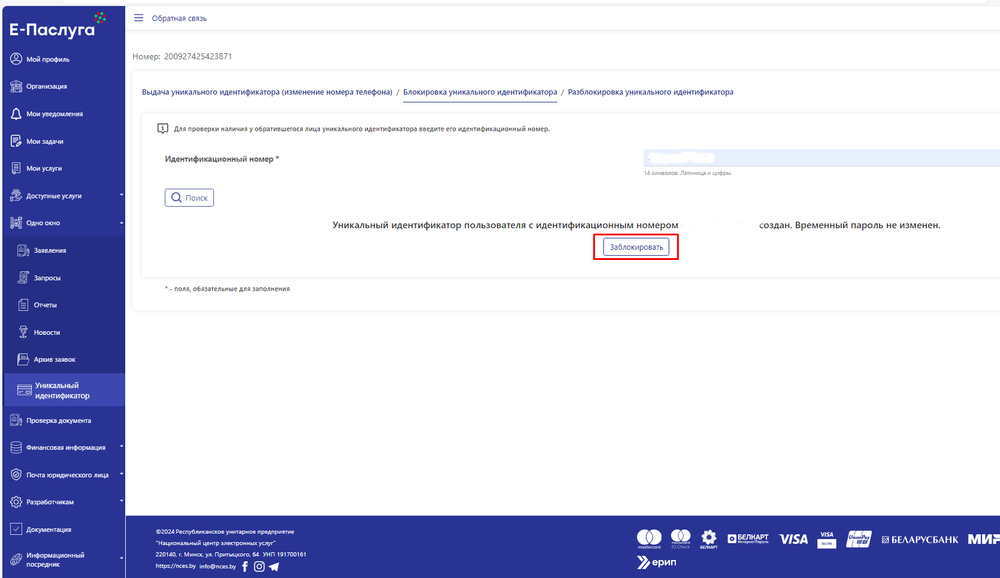 Е-Паслуга
Обратная связь
Мой профиль
Организация
Мои уведомления
Мои задачи
Мои услуги
Доступные услуги
Одно окно
Заявления
Запросы
Отчеты
Новости
Архив заявок
Уникальный
идентификатор
Проверка документа
Финансовая информация
Почта юридического лица
Разработчикам
Документация
Информационный
посредник
Номер: 200927425423871
Выдача уникального идентификатора (изменение номера телефона) / Блокировка уникального идентификатора / Разблокировка уникального идентификатора
Для проверки наличия у обратившегося лица уникального идентификатора введите его идентификационный номер.
Идентификационный номер *
14 символов. Латиница и цифры.
Поиск
Уникальный идентификатор пользователя с идентификационным номером создан. Временный пароль не изменен.
Заблокировать
* - поля, обязательные для заполнения
©2024 Республиканское унитарное предприятие
"Национальный центр электронных услуг"
220140, г. Минск, ул. Притыцкого, 64 УНП 191700161
https://nces.by info@nces.by
mastercard.
mastercard
ID Check
БЕЛКАРТ
БЕЛКАРТ
ИнтернетПароль
VISA
VISA
SECURE
UnionPay
银联
БЕЛАРУСБАНК
МИР
ерип